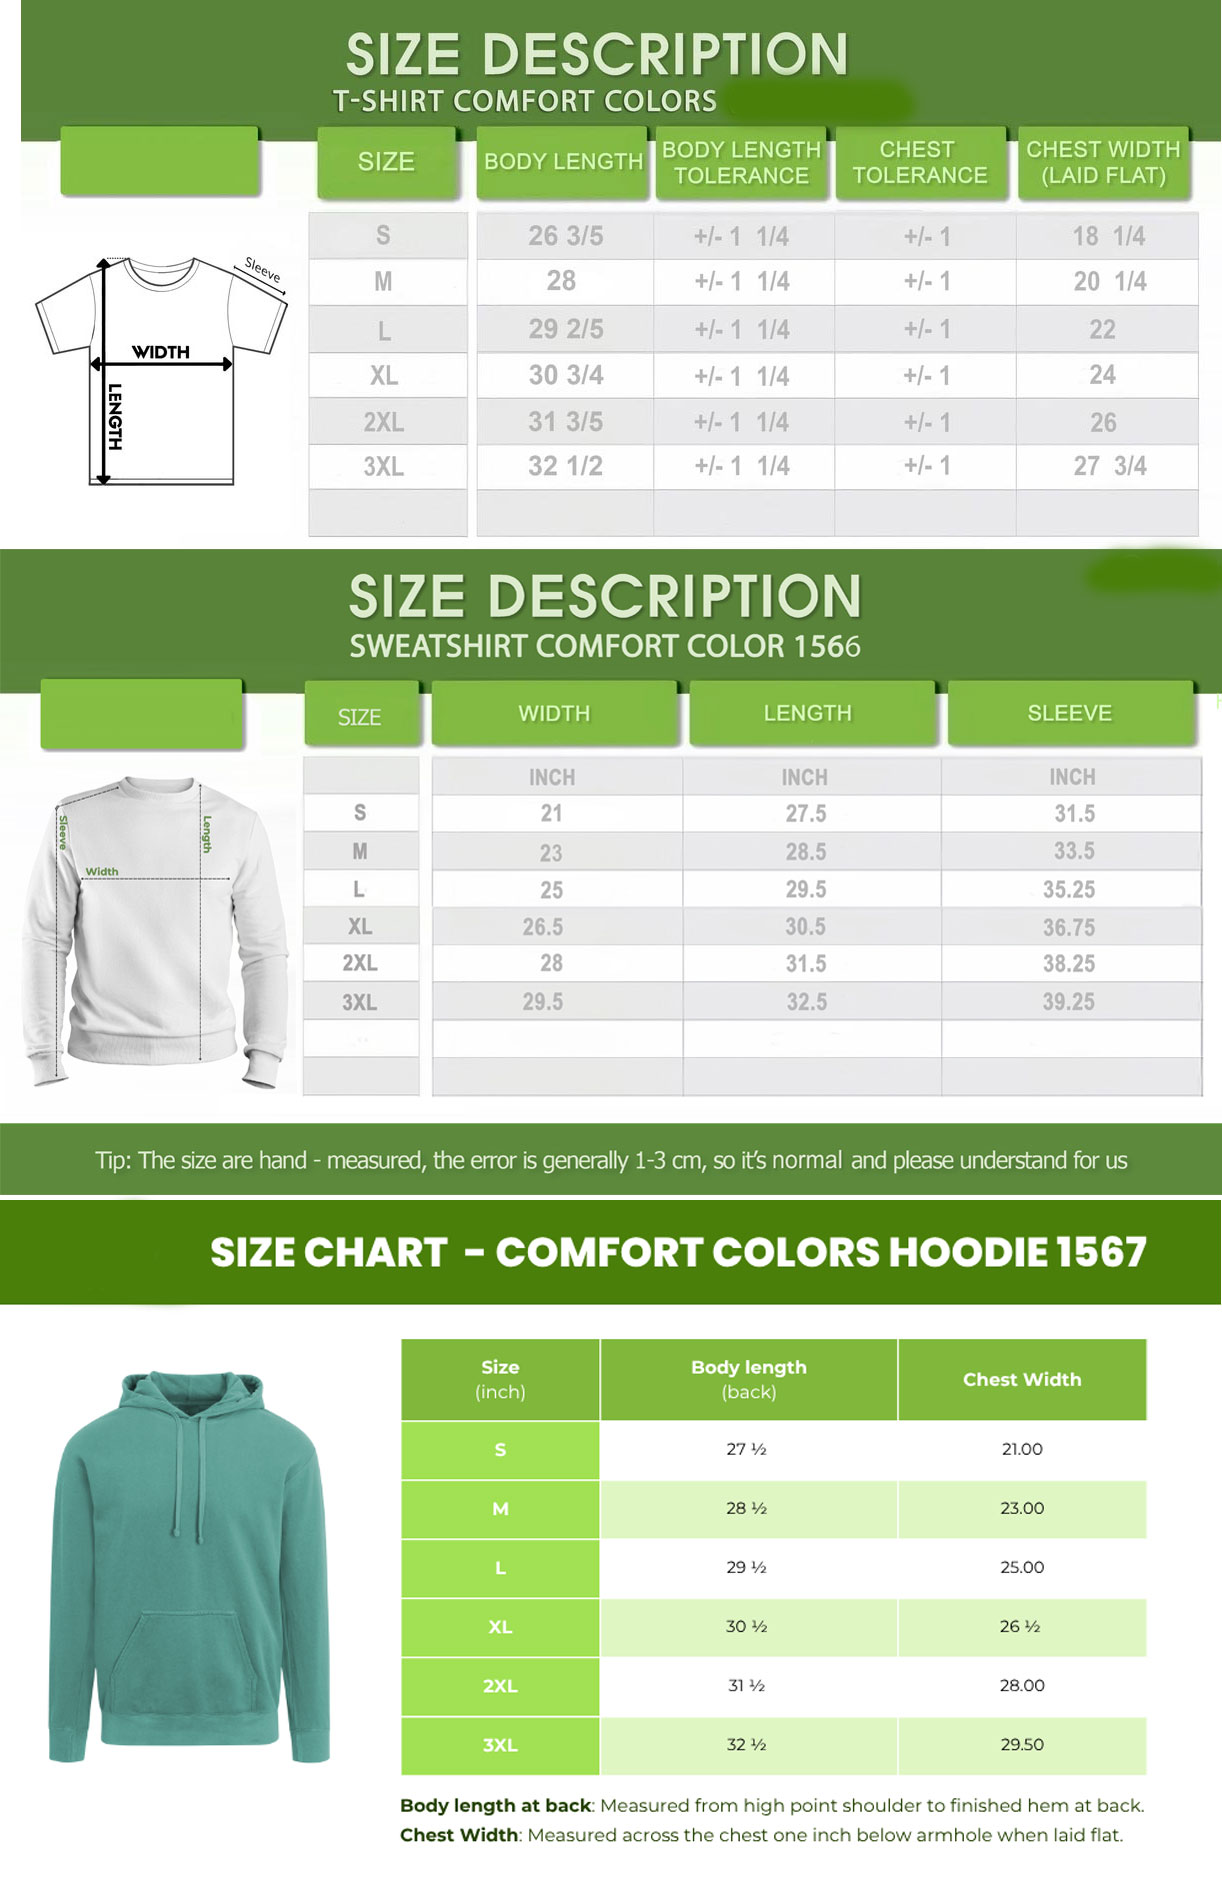 SIZE DESCRIPTION
T-SHIRT COMFORT COLORS
SIZE BODY LENGTH BODY LENGTH TOLERANCE CHEST TOLERANCE CHEST WIDTH (LAID FLAT)
S 26 3/5 +/- 1 1/4 +/- 1 18 1/4
M 28 +/- 1 1/4 +/- 1 20 1/4
L 29 2/5 +/- 1 1/4 +/- 1 22
XL 30 3/4 +/- 1 1/4 +/- 1 24
2XL 31 3/5 +/- 1 1/4 +/- 1 26
3XL 32 1/2 +/- 1 1/4 +/- 1 27 3/4
Sleeve
WIDTH
LENGTH
SIZE DESCRIPTION
SWEATSHIRT COMFORT COLOR 1566
SIZE WIDTH LENGTH SLEEVE
INCH INCH INCH
S 21 27.5 31.5
M 23 28.5 33.5
L 25 29.5 35.25
XL 26.5 30.5 36.75
2XL 28 31.5 38.25
3XL 29.5 32.5 39.25
Sleeve
Length
Width
Tip: The size are hand - measured, the error is generally 1-3 cm, so it's normal and please understand for us
SIZE CHART - COMFORT COLORS HOODIE 1567
Size (inch) Body length (back) Chest Width
S 27 ½ 21.00
M 28 ½ 23.00
L 29 ½ 25.00
XL 30 ½ 26 ½
2XL 31 ½ 28.00
3XL 32 ½ 29.50
Body length at back: Measured from high point shoulder to finished hem at back.
Chest Width: Measured across the chest one inch below armhole when laid flat.